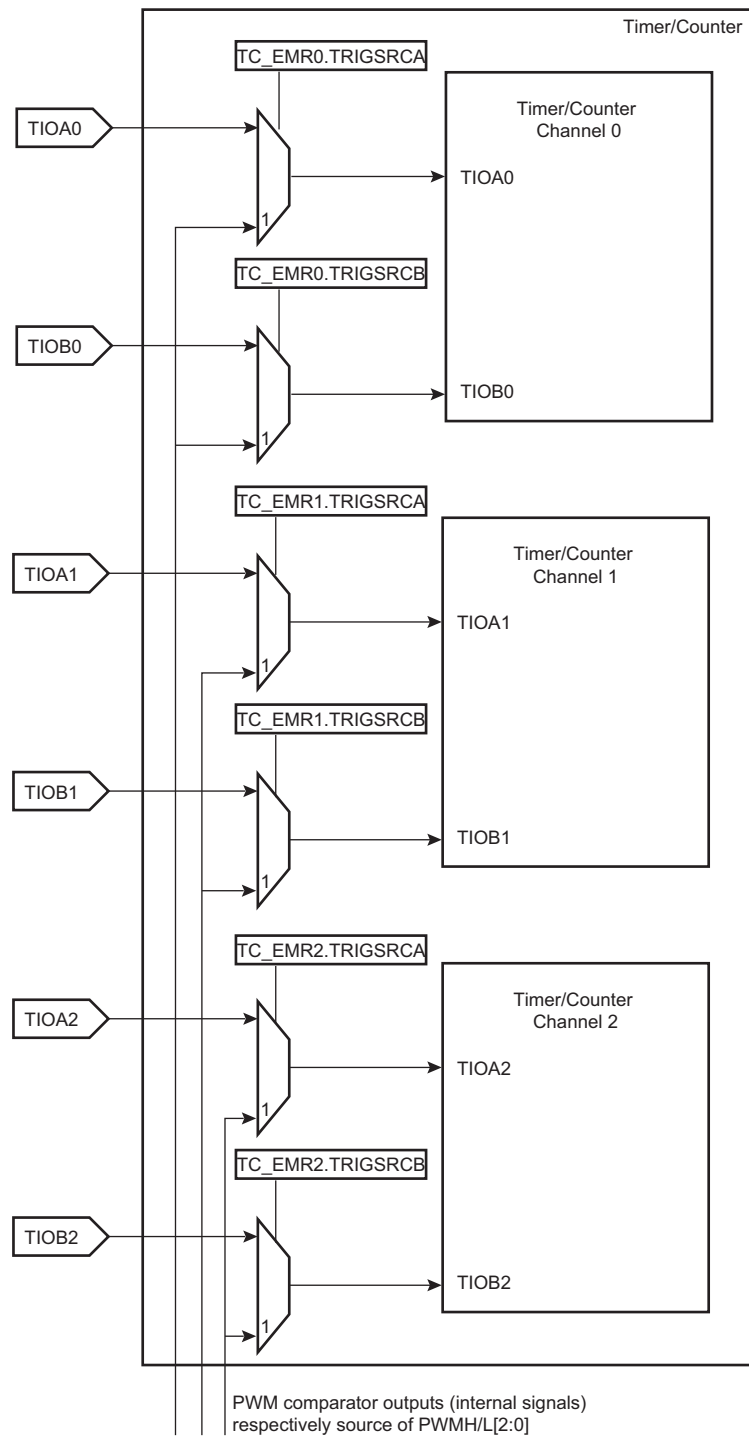 Timer/Counter
TC_EMR0.TRIGSRCA
Timer/Counter
Channel 0
TIOA0
TIOA0
1
TC_EMR0.TRIGSRCB
TIOB0
TIOB0
1
TC_EMR1.TRIGSRCA
Timer/Counter
Channel 1
TIOA1
TIOA1
1
TC_EMR1.TRIGSRCB
TIOB1
TIOB1
1
TC_EMR2.TRIGSRCA
Timer/Counter
Channel 2
TIOA2
TIOA2
1
TC_EMR2.TRIGSRCB
TIOB2
TIOB2
1
PWM comparator outputs (internal signals)
respectively source of PWMH/L[2:0]